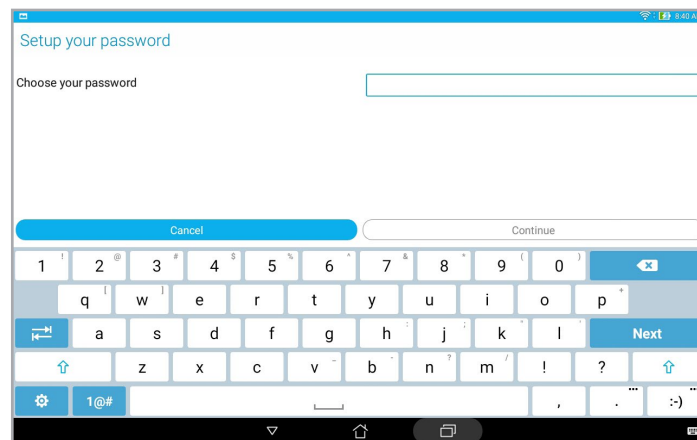 8:40 A
Setup your password
Choose your password
Cancel
Continue
1 ! 2 @ 3 # 4 $ 5 % 6 ^ 7 & 8 * 9 ( 0 )
q [ w ] e r t y u i o p +
a s d f g h : j ; k ' l ' Next
z x c v _ b - n ? m / ! ?
1@# , . ... :-) ...